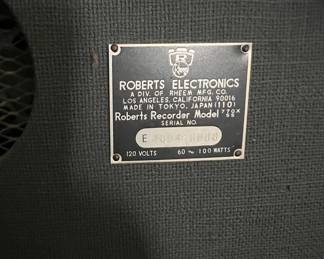 R
ROBERTS ELECTRONICS
A DIV. OF RHEEM MFG. CO.
LOS ANGELES, CALIFORNIA 90016
MADE IN TOKYO, JAPAN (110)
Roberts Recorder Model 770X
SERIAL NO.
E
120 VOLTS 60~ 100 WATTS